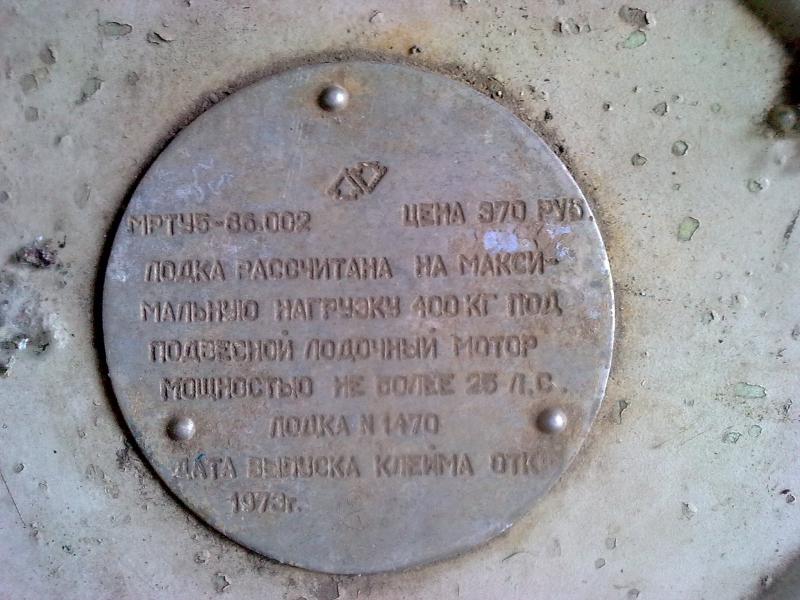 МРТУ5-86.002 ЦЕНА 370 РУБ.
ЛОДКА РАССЧИТАНА НА МАКСИ-
МАЛЬНУЮ НАГРУЗКУ 400 КГ ПОД
ПОДВЕСНОЙ ЛОДОЧНЫЙ МОТОР
МОЩНОСТЬЮ НЕ БОЛЕЕ 25 Л.С.
ЛОДКА N 1470
ДАТА ВЫПУСКА КЛЕЙМА ОТК
1973г.